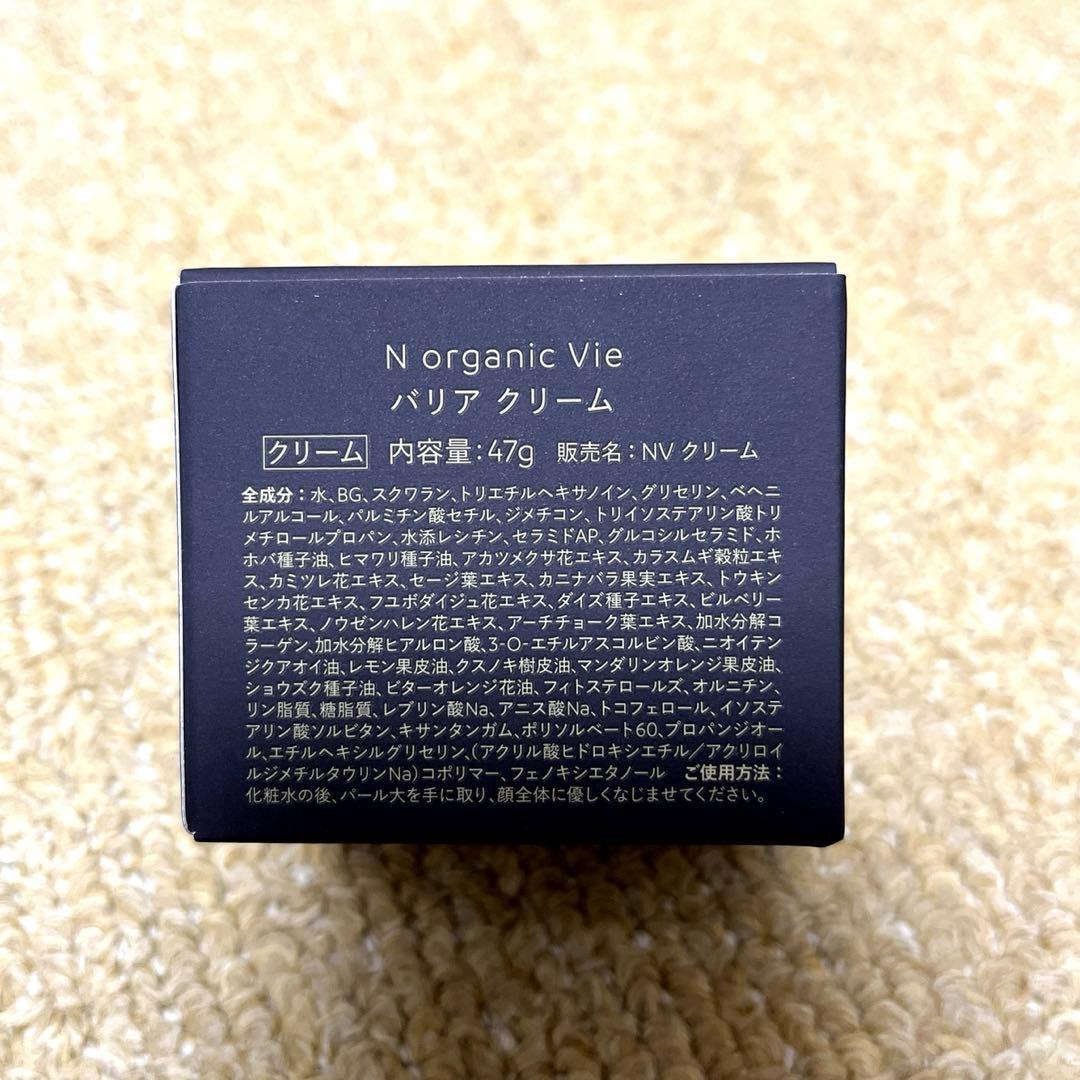 N organic Vie
バリア クリーム
クリーム 内容量:47g 販売名:NV クリーム
全成分:水、BG、スクワラン、トリエチルヘキサノイン、グリセリン、ベヘニ
ルアルコール、パルミチン酸セチル、ジメチコン、トリイソステアリン酸トリ
メチロールプロパン、水添レシチン、セラミドAP、グルコシルセラミド、ホ
ホバ種子油、ヒマワリ種子油、アカツメクサ花エキス、カラスムギ穀粒エキ
ス、カミツレ花エキス、セージ葉エキス、カニナバラ果実エキス、トウキン
センカ花エキス、フユボダイジュ花エキス、ダイズ種子エキス、ビルベリー
葉エキス、ノウゼンハレン花エキス、アーチチョーク葉エキス、加水分解コ
ラーゲン、加水分解ヒアルロン酸、3-O-エチルアスコルビン酸、ニオイテン
ジクアオイ油、レモン果皮油、クスノキ樹皮油、マンダリンオレンジ果皮油、
ショウズク種子油、ビターオレンジ花油、フィトステロールズ、オルニチン、
リン脂質、糖脂質、レブリン酸Na、アニス酸Na、トコフェロール、イソステ
アリン酸ソルビタン、キサンタンガム、ポリソルベート60、プロパンジオー
ル、エチルヘキシルグリセリン、(アクリル酸ヒドロキシエチル/アクリロイ
ルジメチルタウリンNa)コポリマー、フェノキシエタノール ご使用方法:
化粧水の後、パール大を手に取り、顔全体に優しくなじませてください。